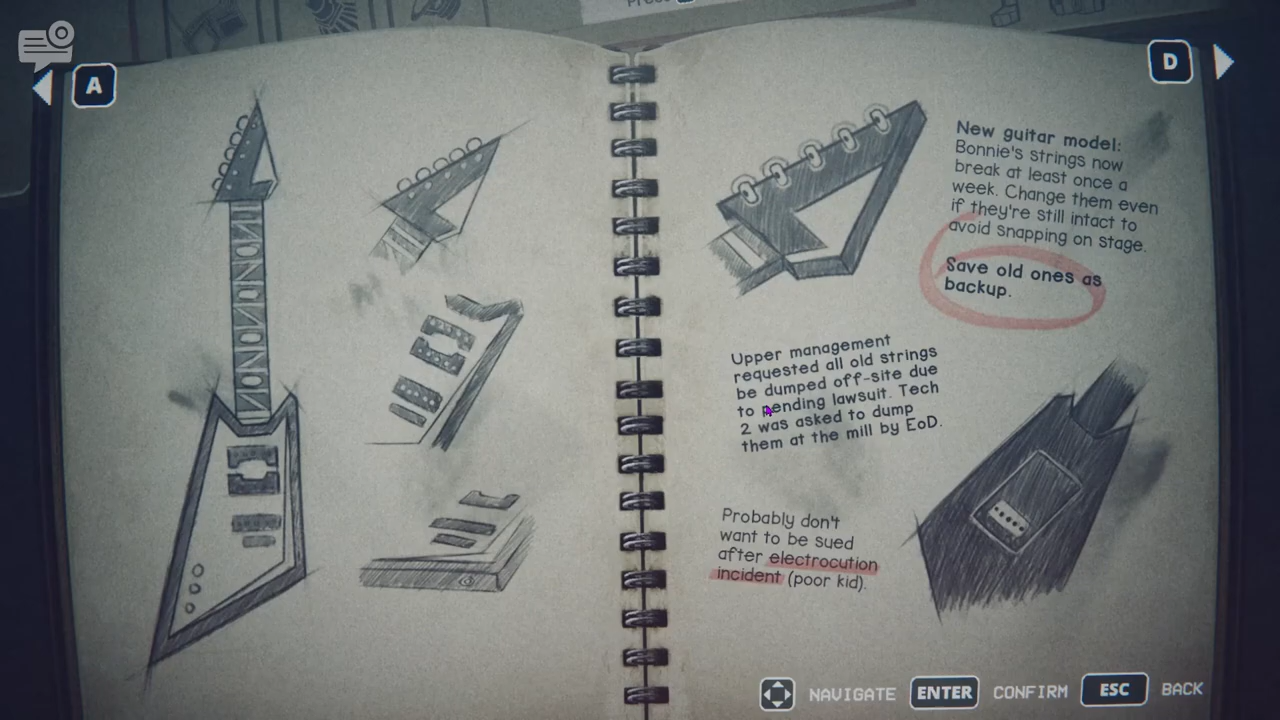 Press
A
D
New guitar model:
Bonnie's strings now
break at least once a
week. Change them even
if they're still intact to
avoid snapping on stage.
Save old ones as
backup.
Upper management
requested all old strings
be dumped off-site due
to pending lawsuit. Tech
2 was asked to dump
them at the mill by EoD.
Probably don't
want to be sued
after electrocution
incident (poor kid).
NAVIGATE ENTER CONFIRM ESC BACK